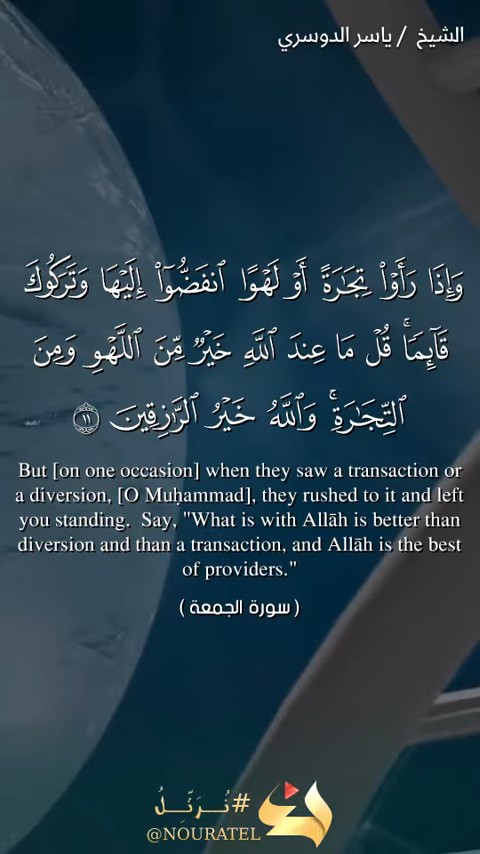 الشيخ / ياسر الدوسري
وَإِذَا رَأَوْا۟ تِجَـٰرَةً أَوْ لَهْوًا ٱنفَضُّوٓا۟ إِلَيْهَا وَتَرَكُوكَ
قَآئِمًا ۚ قُلْ مَا عِندَ ٱللَّهِ خَيْرٌ مِّنَ ٱللَّهْوِ وَمِنَ
ٱلتِّجَـٰرَةِ ۚ وَٱللَّهُ خَيْرُ ٱلرَّٰزِقِينَ ١١
But [on one occasion] when they saw a transaction or
a diversion, [O Muḥammad], they rushed to it and left
you standing. Say, "What is with Allāh is better than
diversion and than a transaction, and Allāh is the best
of providers."
( سورة الجمعة )
#نُرَتِّلُ
@NOURATEL